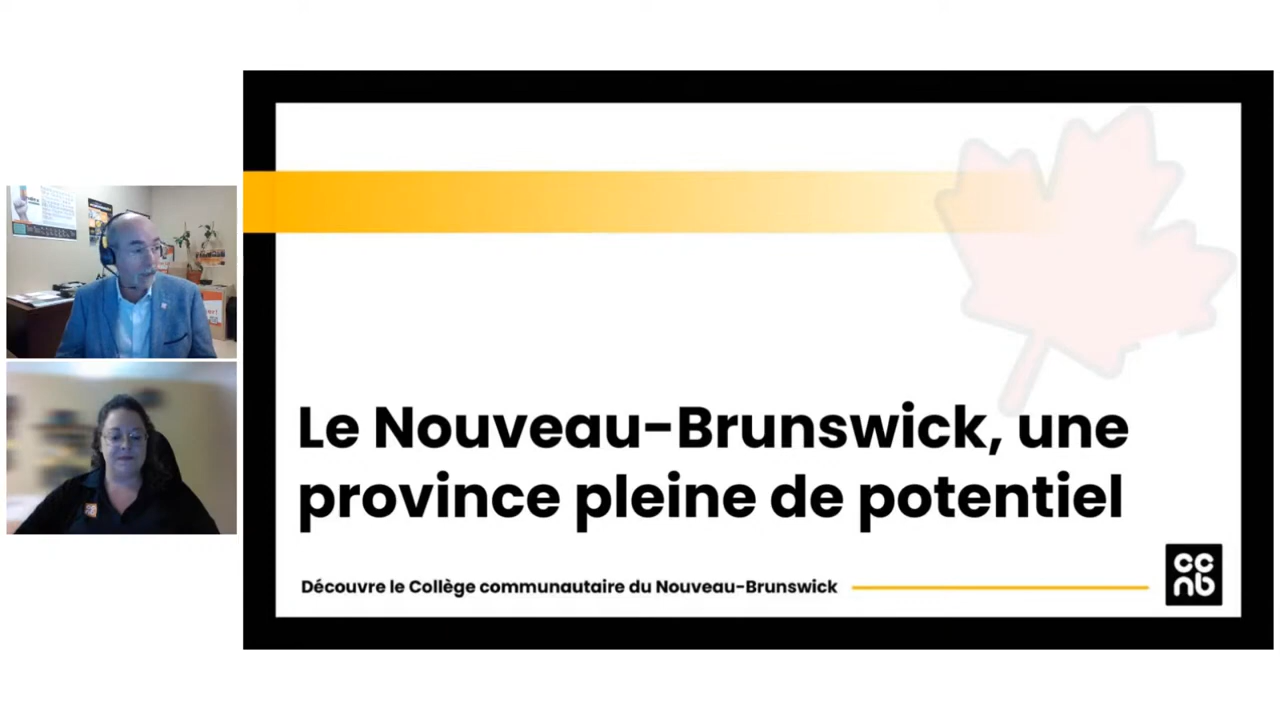 Le Nouveau-Brunswick, une
province pleine de potentiel
Découvre le Collège communautaire du Nouveau-Brunswick
cc
nb